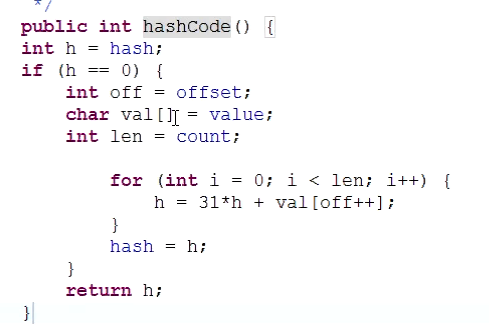 */
public int hashCode() {
int h = hash;
if (h == 0) {
int off = offset;
char val[] = value;
int len = count;
for (int i = 0; i < len; i++) {
h = 31*h + val[off++];
}
hash = h;
}
return h;
}